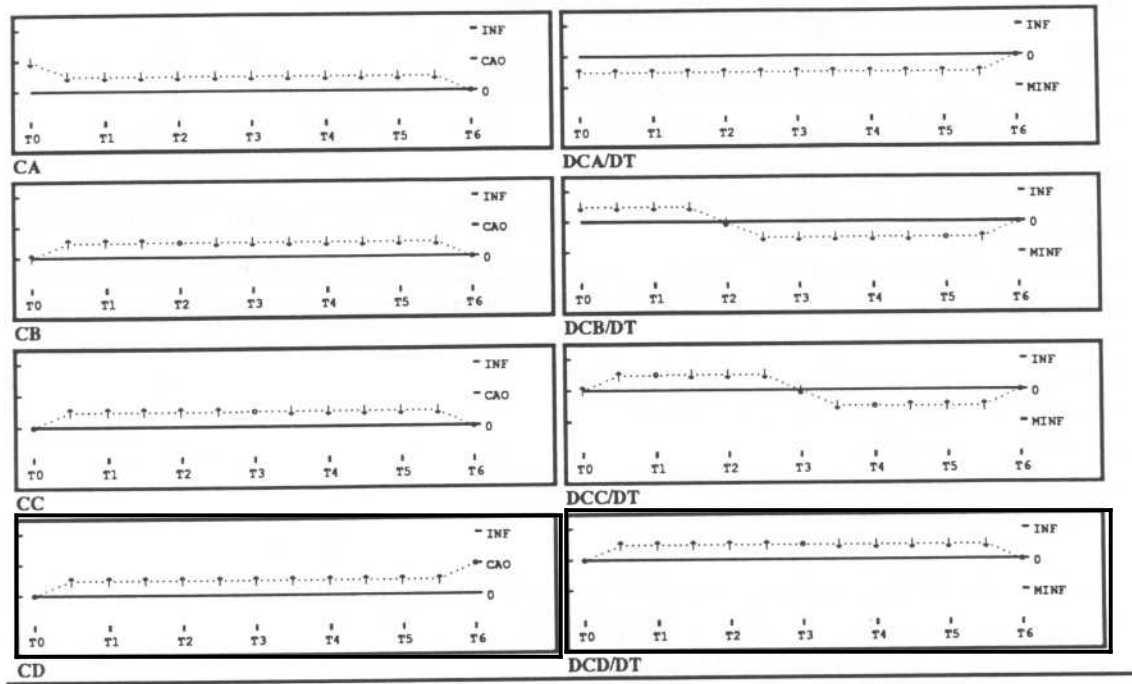 INF
CAO
0
T0 T1 T2 T3 T4 T5 T6
CA
INF
0
MINF
T0 T1 T2 T3 T4 T5 T6
DCA/DT
INF
CAO
0
T0 T1 T2 T3 T4 T5 T6
CB
INF
0
MINF
T0 T1 T2 T3 T4 T5 T6
DCB/DT
INF
CAO
0
T0 T1 T2 T3 T4 T5 T6
CC
INF
0
MINF
T0 T1 T2 T3 T4 T5 T6
DCC/DT
INF
CAO
0
T0 T1 T2 T3 T4 T5 T6
CD
INF
0
MINF
T0 T1 T2 T3 T4 T5 T6
DCD/DT